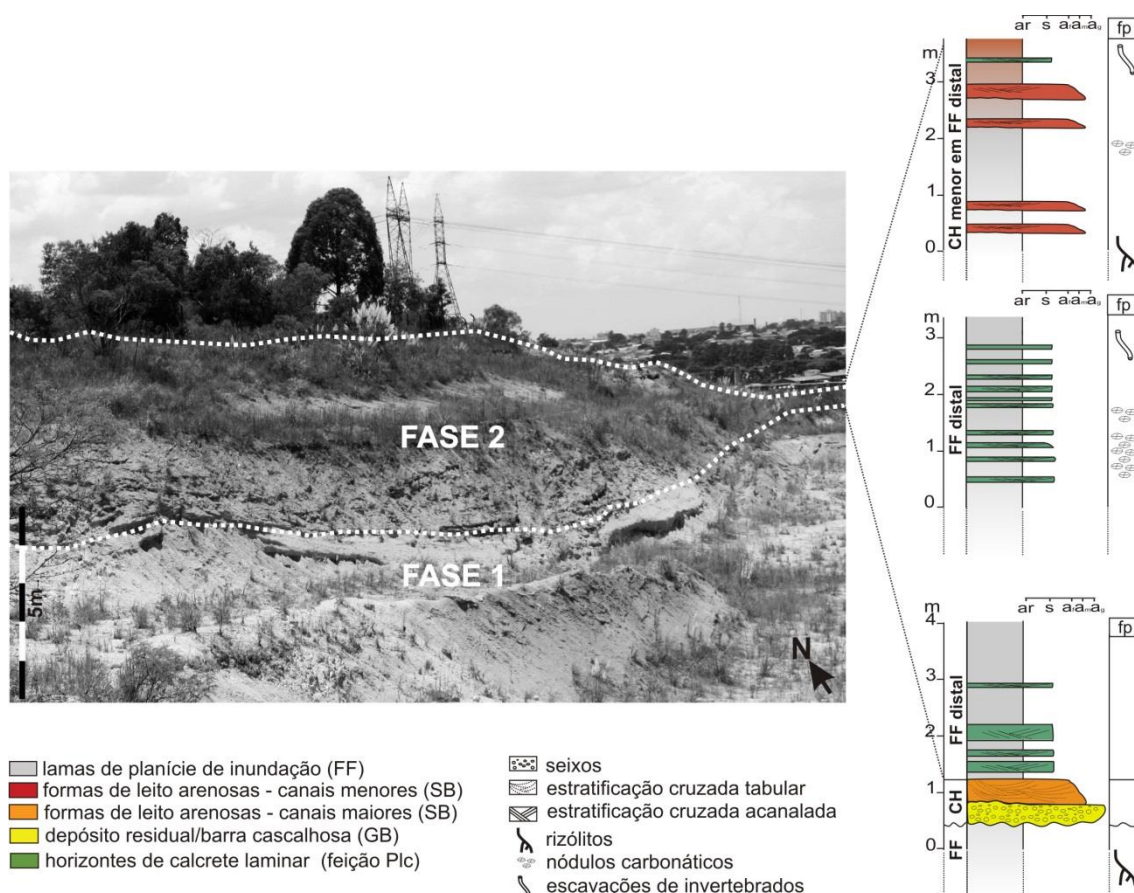 FASE 2
FASE 1
5m
N
ar s afamag
fp
m
3
2
1
0
CH menor em FF distal
ar s afamag
fp
m
3
2
1
0
FF distal
ar s afamag
fp
m
4
3
2
1
0
FF distal
CH
FF
lamas de planície de inundação (FF)
formas de leito arenosas - canais menores (SB)
formas de leito arenosas - canais maiores (SB)
depósito residual/barra cascalhosa (GB)
horizontes de calcrete laminar (feição Plc)
seixos
estratificação cruzada tabular
estratificação cruzada acanalada
rizólitos
nódulos carbonáticos
escavações de invertebrados